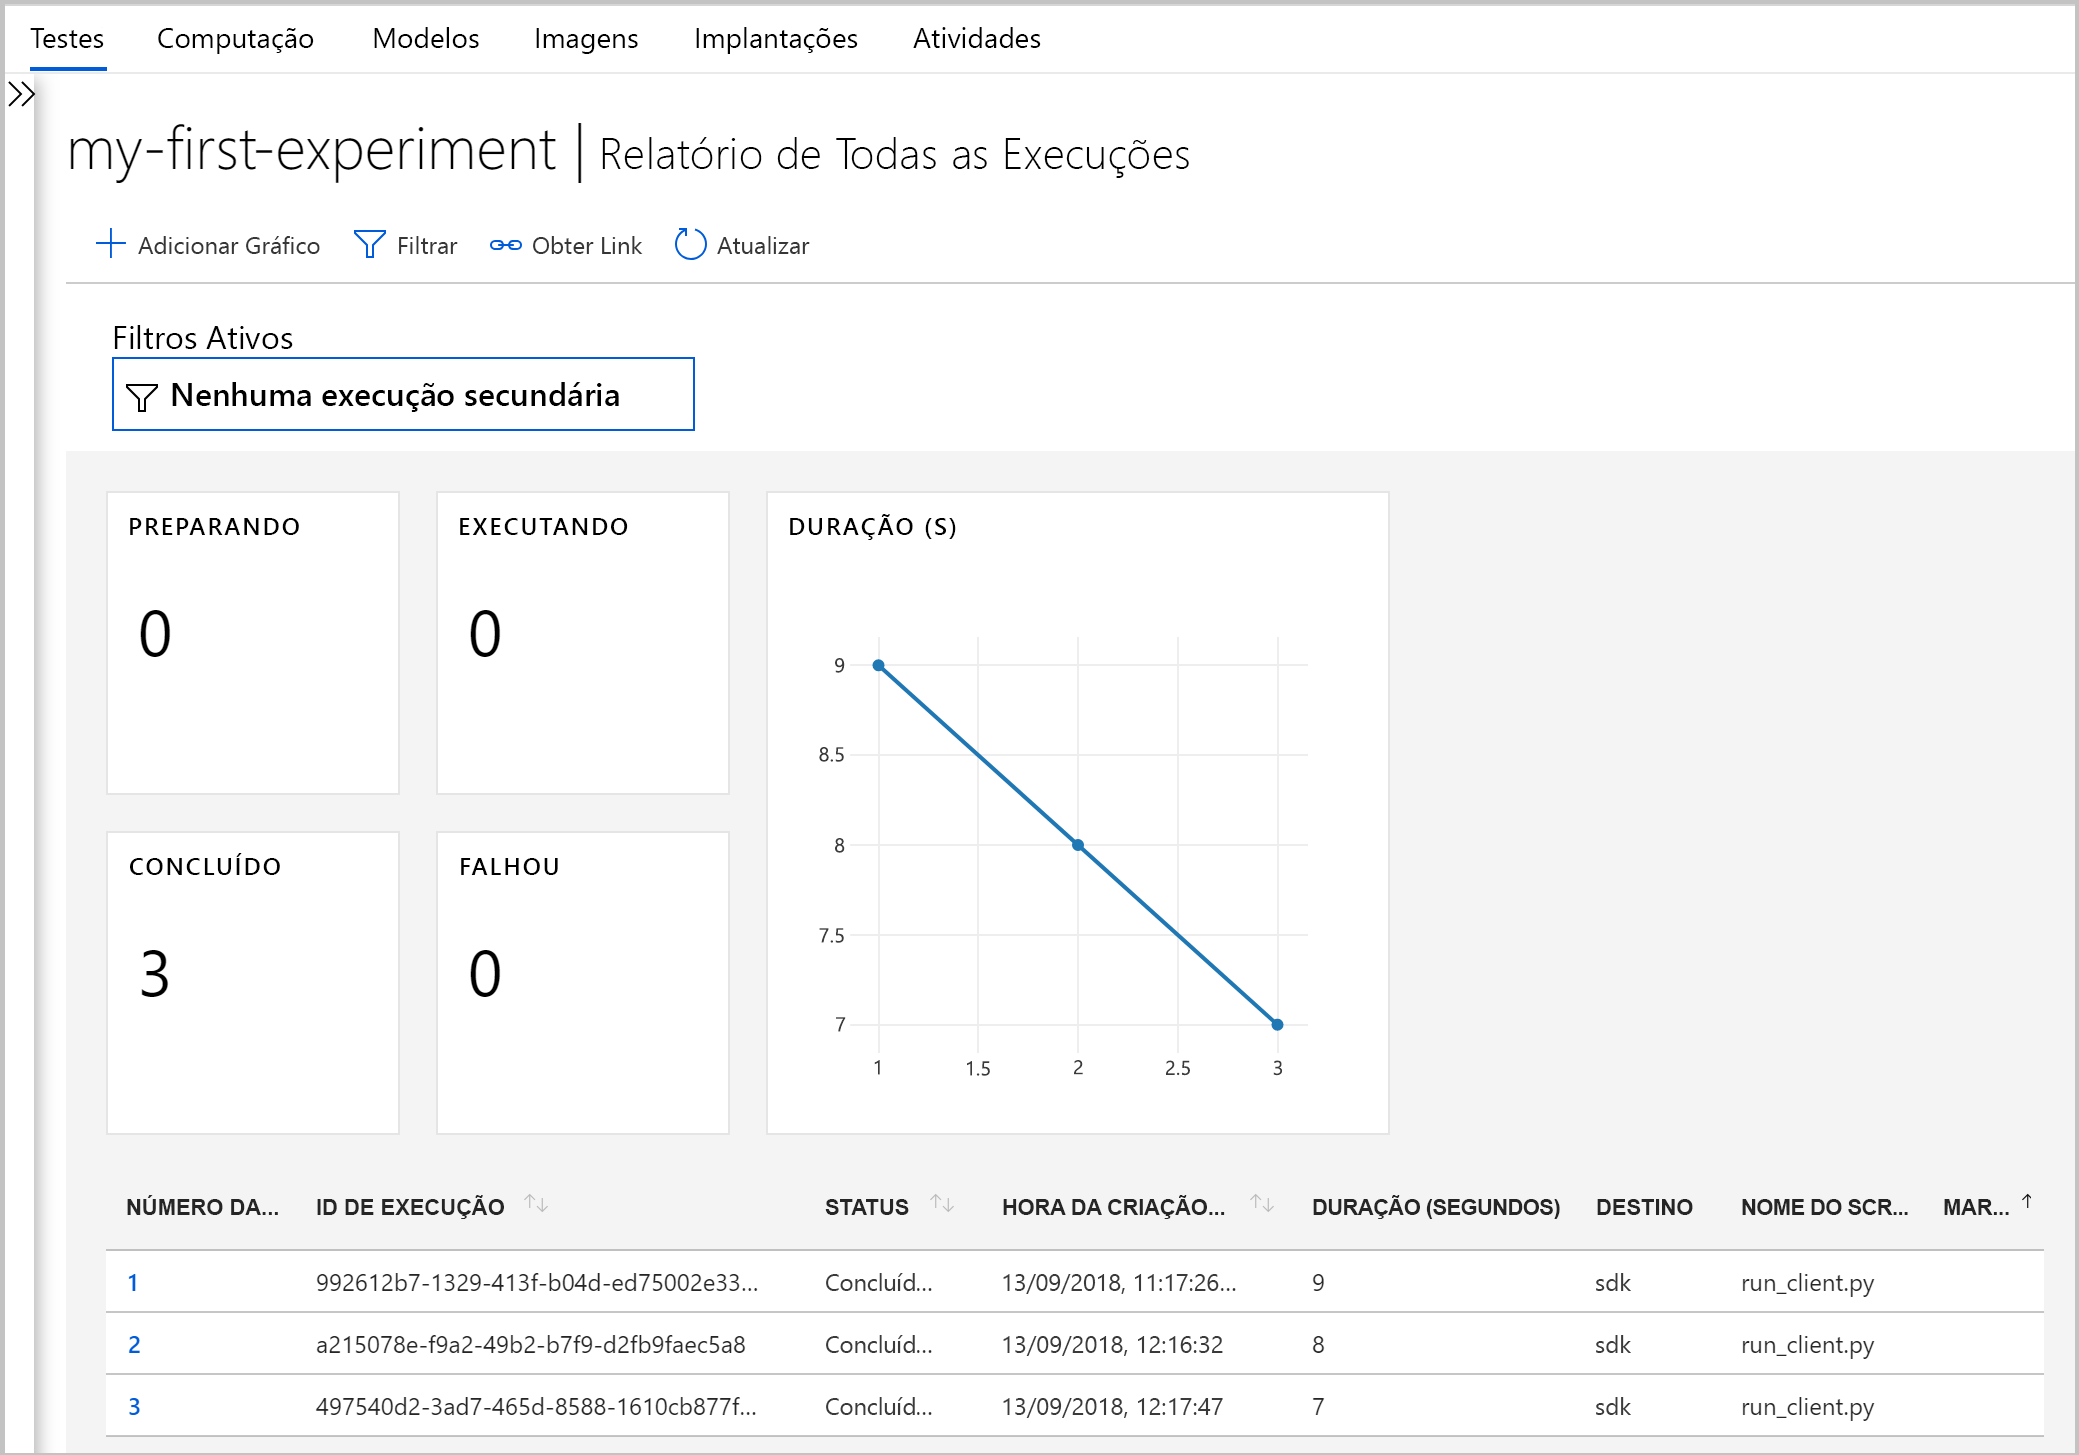 Testes Computação Modelos Imagens Implantações Atividades
my-first-experiment | Relatório de Todas as Execuções
Adicionar Gráfico Filtrar Obter Link Atualizar
Filtros Ativos
Nenhuma execução secundária
PREPARANDO
0
EXECUTANDO
0
CONCLUÍDO
3
FALHOU
0
DURAÇÃO (S)
9
8.5
8
7.5
7
1 1.5 2 2.5 3
NÚMERO DA... ID DE EXECUÇÃO STATUS HORA DA CRIAÇÃO... DURAÇÃO (SEGUNDOS) DESTINO NOME DO SCR... MAR...
1 992612b7-1329-413f-b04d-ed75002e33... Concluíd... 13/09/2018, 11:17:26... 9 sdk run_client.py
2 a215078e-f9a2-49b2-b7f9-d2fb9faec5a8 Concluíd... 13/09/2018, 12:16:32 8 sdk run_client.py
3 497540d2-3ad7-465d-8588-1610cb877f... Concluíd... 13/09/2018, 12:17:47 7 sdk run_client.py